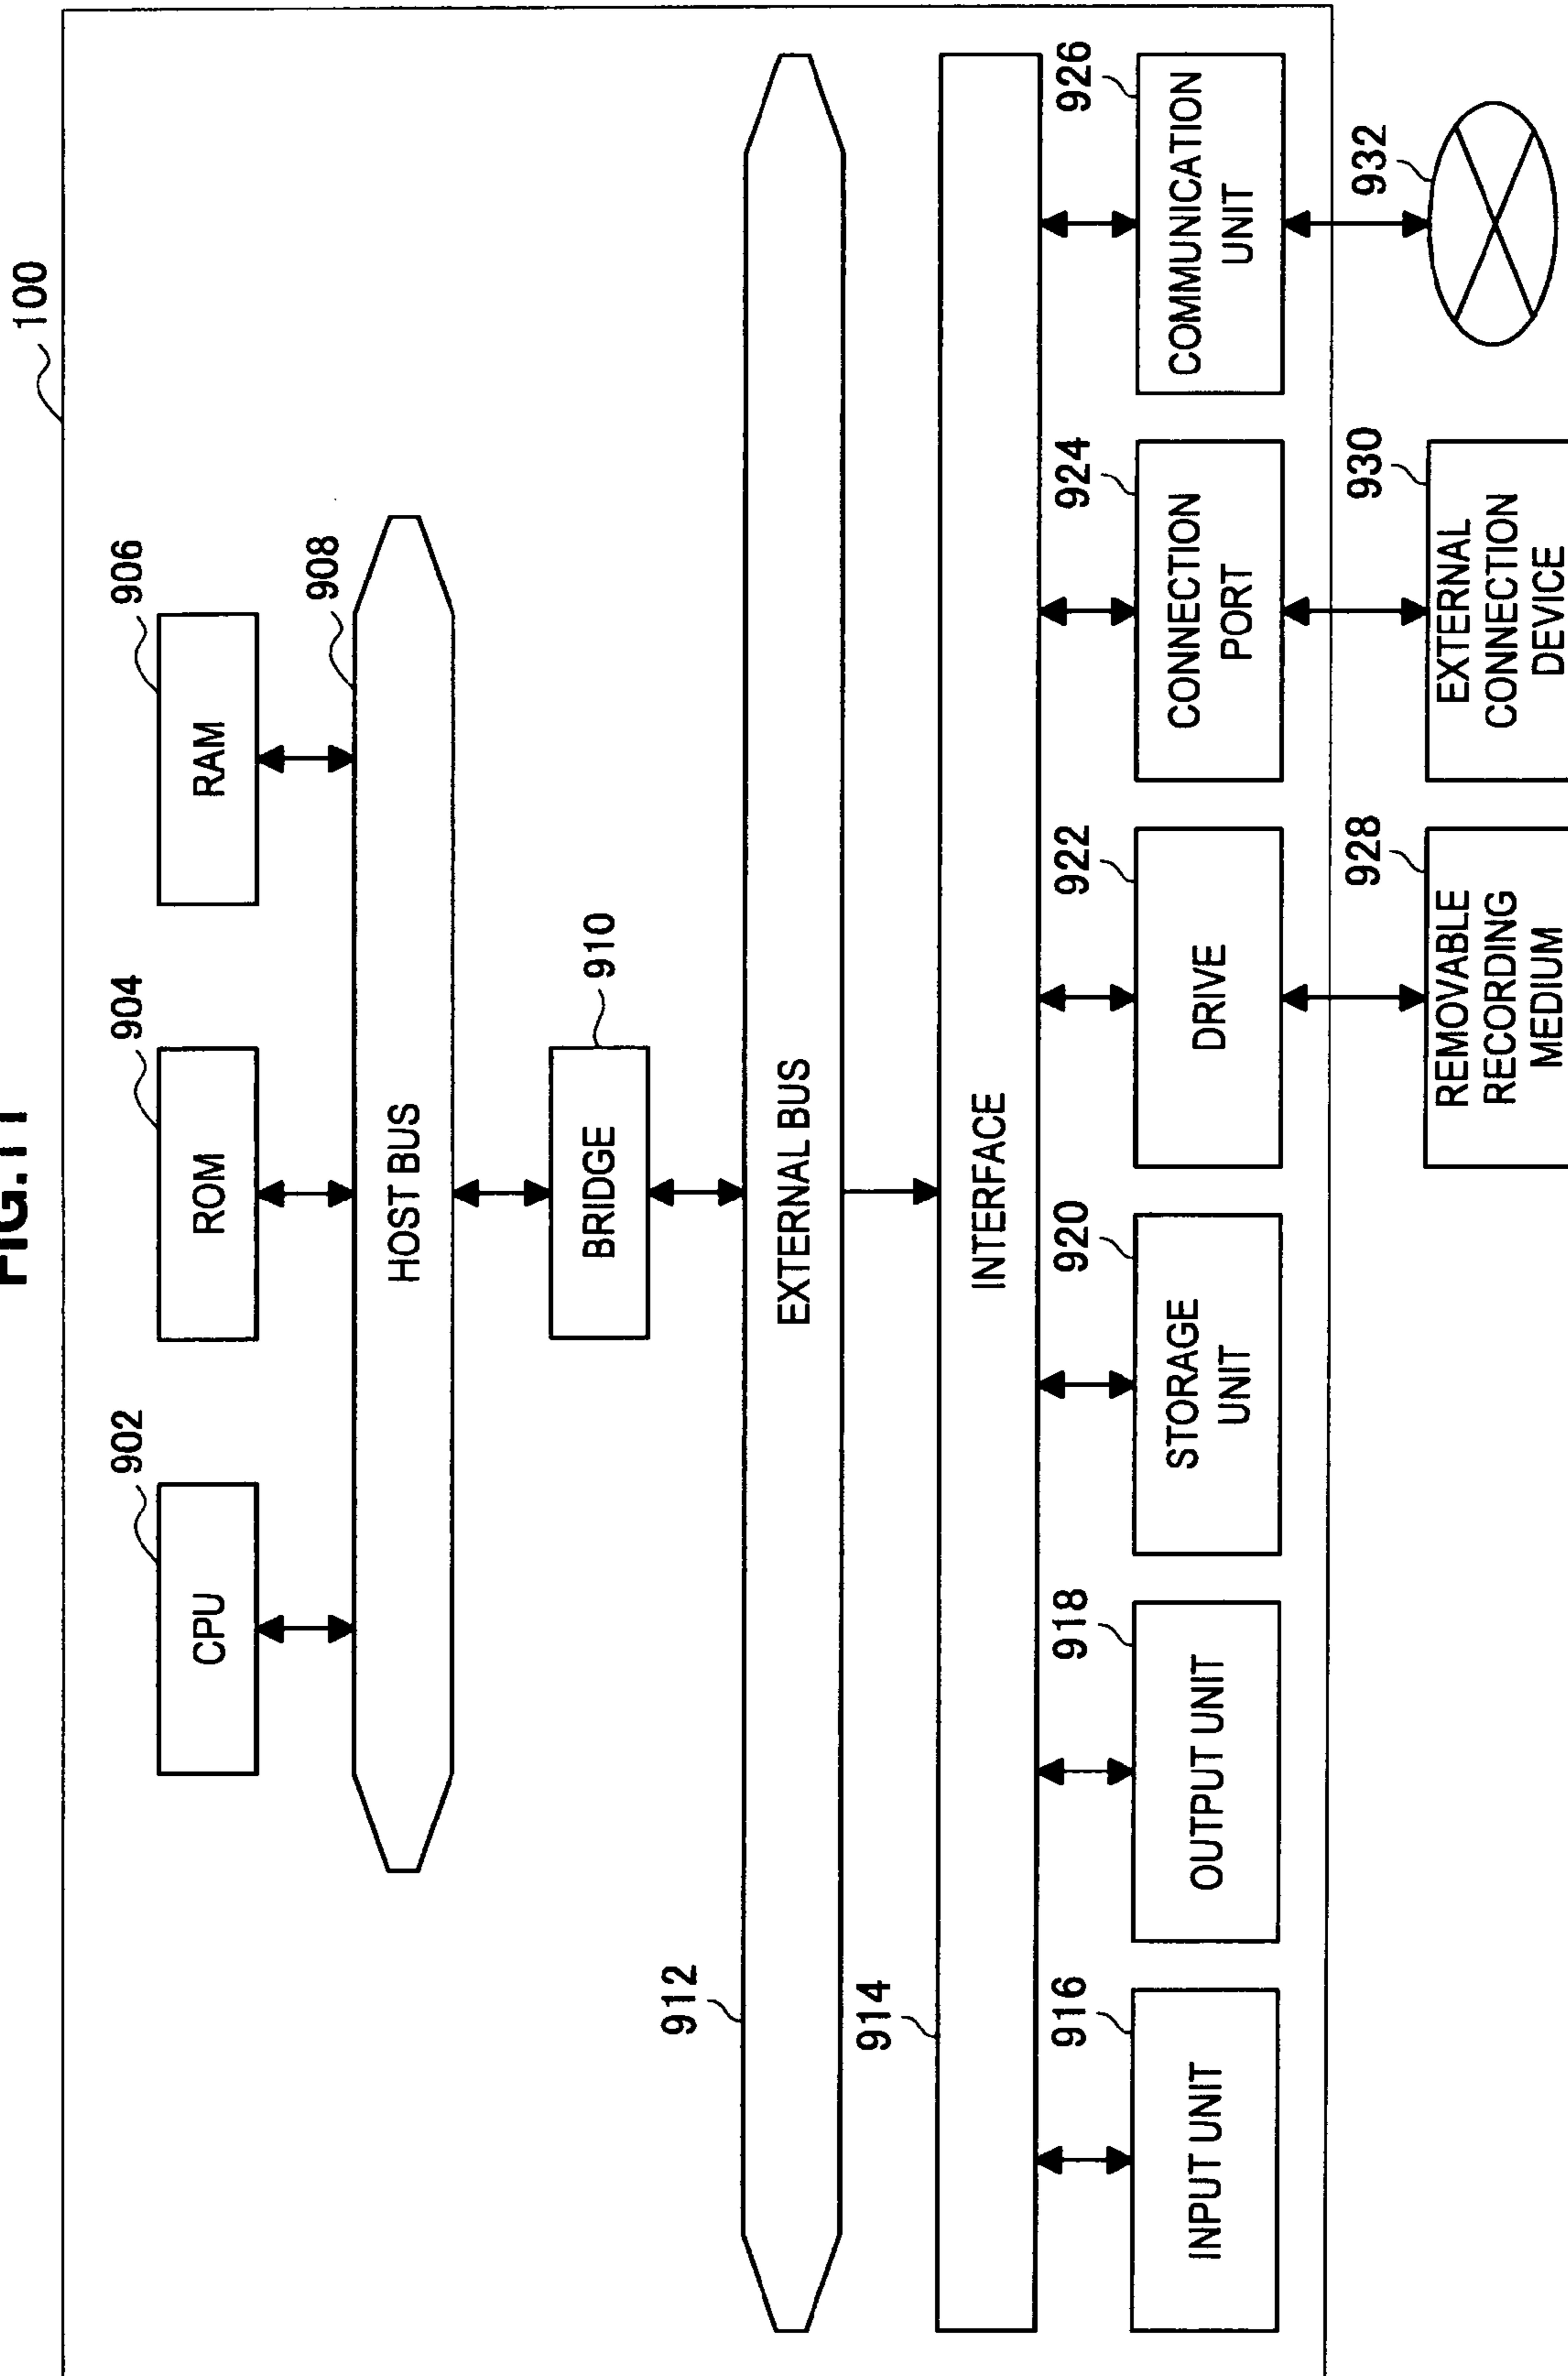 FIG.11
100
902
904
906
CPU
ROM
RAM
908
HOST BUS
910
BRIDGE
912
EXTERNAL BUS
914
INTERFACE
916
918
920
922
924
926
INPUT UNIT
OUTPUT UNIT
STORAGE
UNIT
DRIVE
CONNECTION
PORT
COMMUNICATION
UNIT
928
930
932
REMOVABLE
RECORDING
MEDIUM
EXTERNAL
CONNECTION
DEVICE